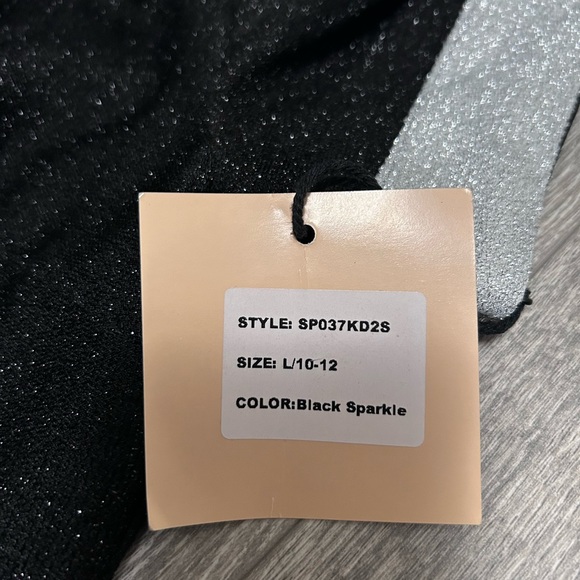 STYLE: SP037KD2S
SIZE: L/10-12
COLOR:Black Sparkle